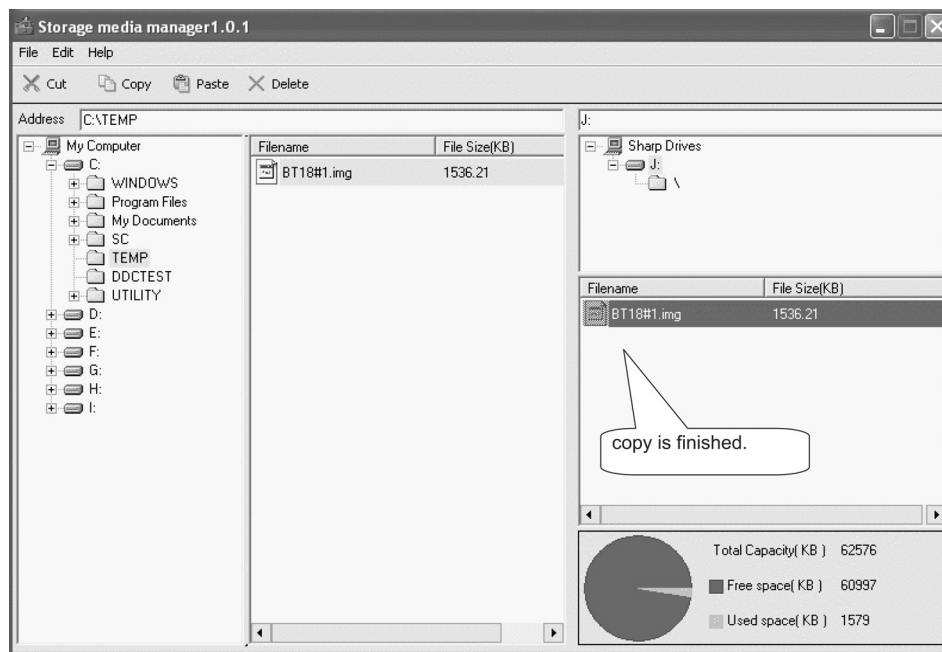 Storage media manager1.0.1
File Edit Help
Cut Copy Paste Delete
Address C:\TEMP
J:
My Computer
C:
WINDOWS
Program Files
My Documents
SC
TEMP
DDCTEST
UTILITY
D:
E:
F:
G:
H:
I:
Filename File Size(KB)
BT18#1.img 1536.21
Sharp Drives
J:
\
Filename File Size(KB)
BT18#1.img 1536.21
copy is finished.
Total Capacity( KB ) 62576
Free space( KB ) 60997
Used space( KB ) 1579